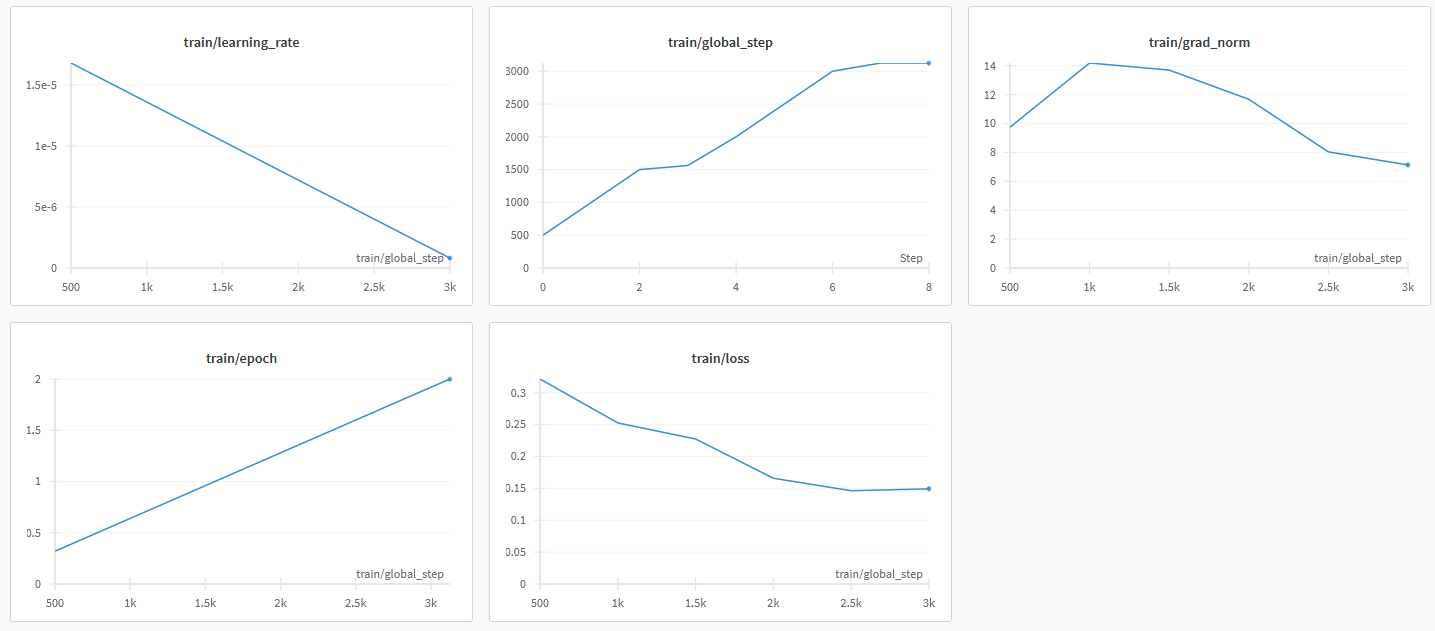 train/learning_rate
1.5e-5
1e-5
5e-6
0
train/global_step
500 1k 1.5k 2k 2.5k 3k
train/global_step
3000
2500
2000
1500
1000
500
0
Step
0 2 4 6 8
train/grad_norm
14
12
10
8
6
4
2
0
train/global_step
500 1k 1.5k 2k 2.5k 3k
train/epoch
2
1.5
1
0.5
0
train/global_step
500 1k 1.5k 2k 2.5k 3k
train/loss
0.3
0.25
0.2
0.15
0.1
0.05
0
train/global_step
500 1k 1.5k 2k 2.5k 3k